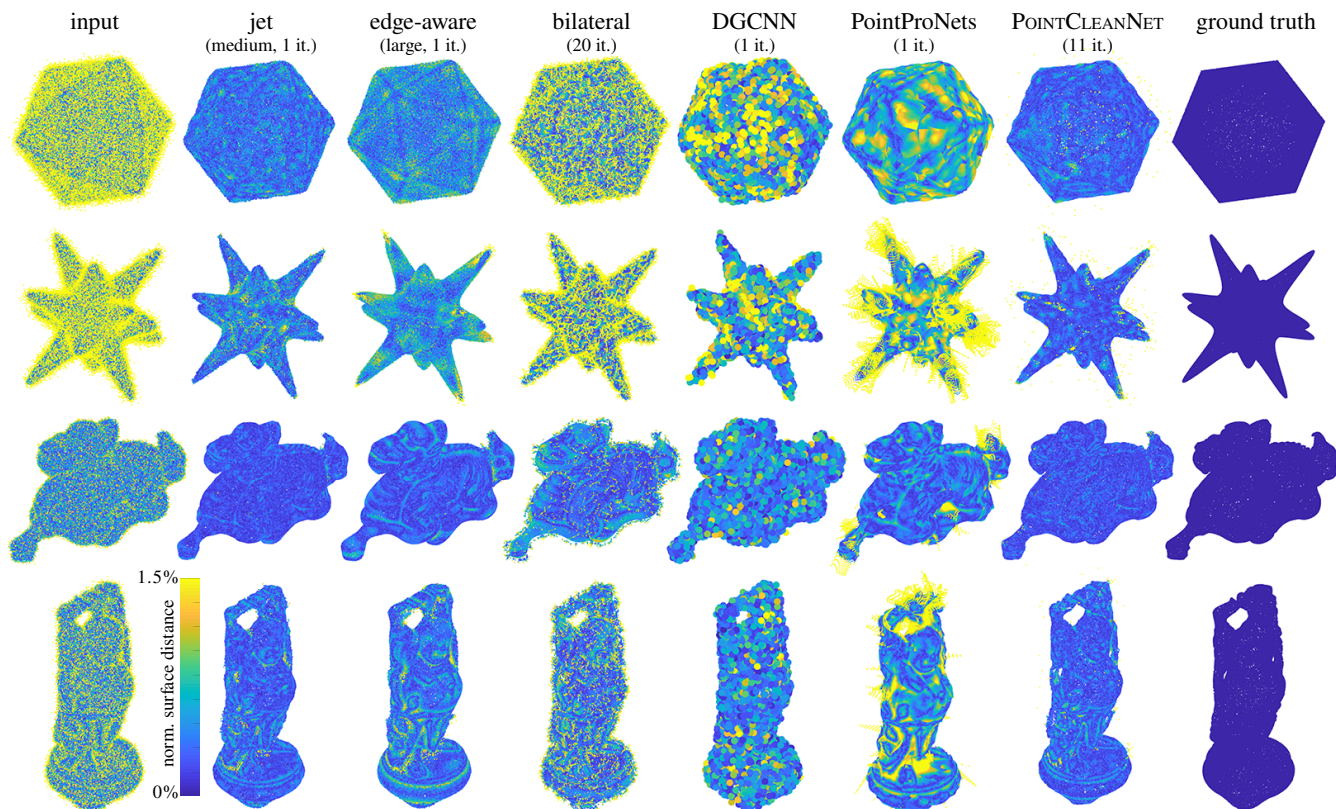 input
jet
(medium, 1 it.)
edge-aware
(large, 1 it.)
bilateral
(20 it.)
DGCNN
(1 it.)
PointProNets
(1 it.)
POINTCLEANNET
(11 it.)
ground truth
1.5%
norm. surface distance
0%